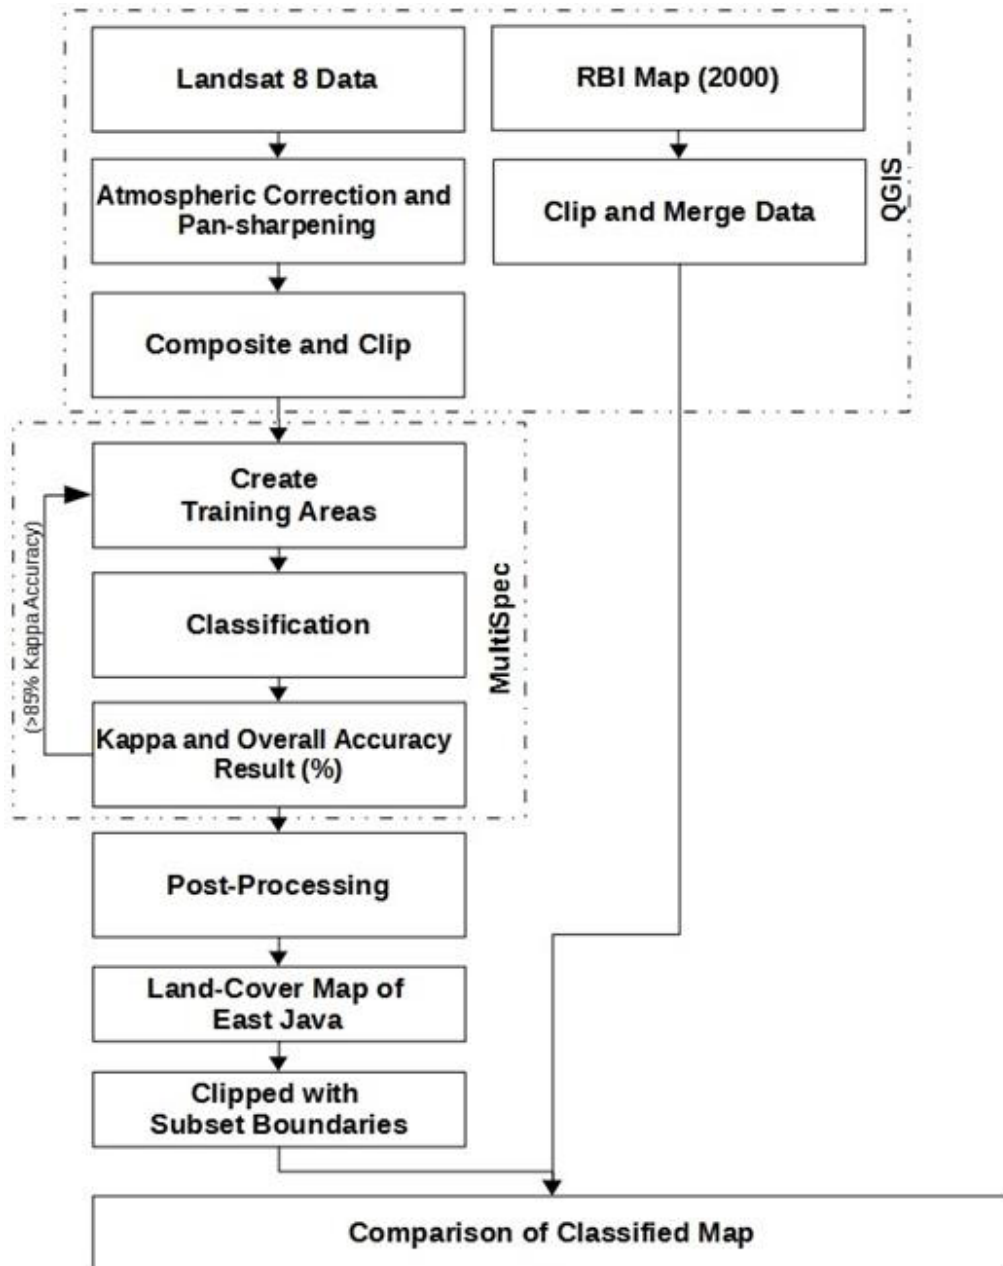 Landsat 8 Data
RBI Map (2000)
Atmospheric Correction and
Pan-sharpening
Clip and Merge Data
QGIS
Composite and Clip
Create
Training Areas
(>85% Kappa Accuracy)
Classification
MultiSpec
Kappa and Overall Accuracy
Result (%)
Post-Processing
Land-Cover Map of
East Java
Clipped with
Subset Boundaries
Comparison of Classified Map